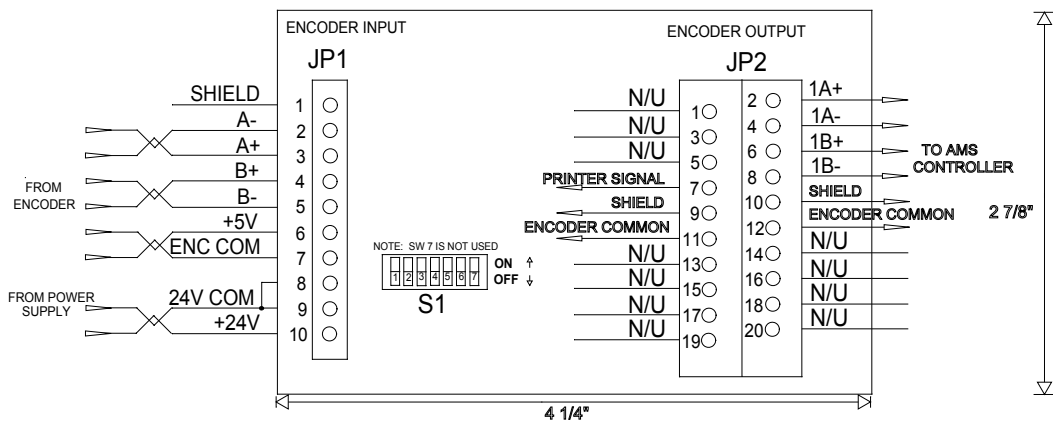 ENCODER INPUT
JP1
SHIELD
A-
A+
B+
B-
+5V
ENC COM
24V COM
+24V
1
2
3
4
5
6
7
8
9
10
FROM
ENCODER
FROM POWER
SUPPLY
NOTE: SW 7 IS NOT USED
1 2 3 4 5 6 7
ON
OFF
S1
ENCODER OUTPUT
JP2
N/U
N/U
N/U
PRINTER SIGNAL
SHIELD
ENCODER COMMON
N/U
N/U
N/U
N/U
1
3
5
7
9
11
13
15
17
19
2
4
6
8
10
12
14
16
18
20
1A+
1A-
1B+
1B-
SHIELD
ENCODER COMMON
N/U
N/U
N/U
N/U
TO AMS
CONTROLLER
2 7/8"
4 1/4"